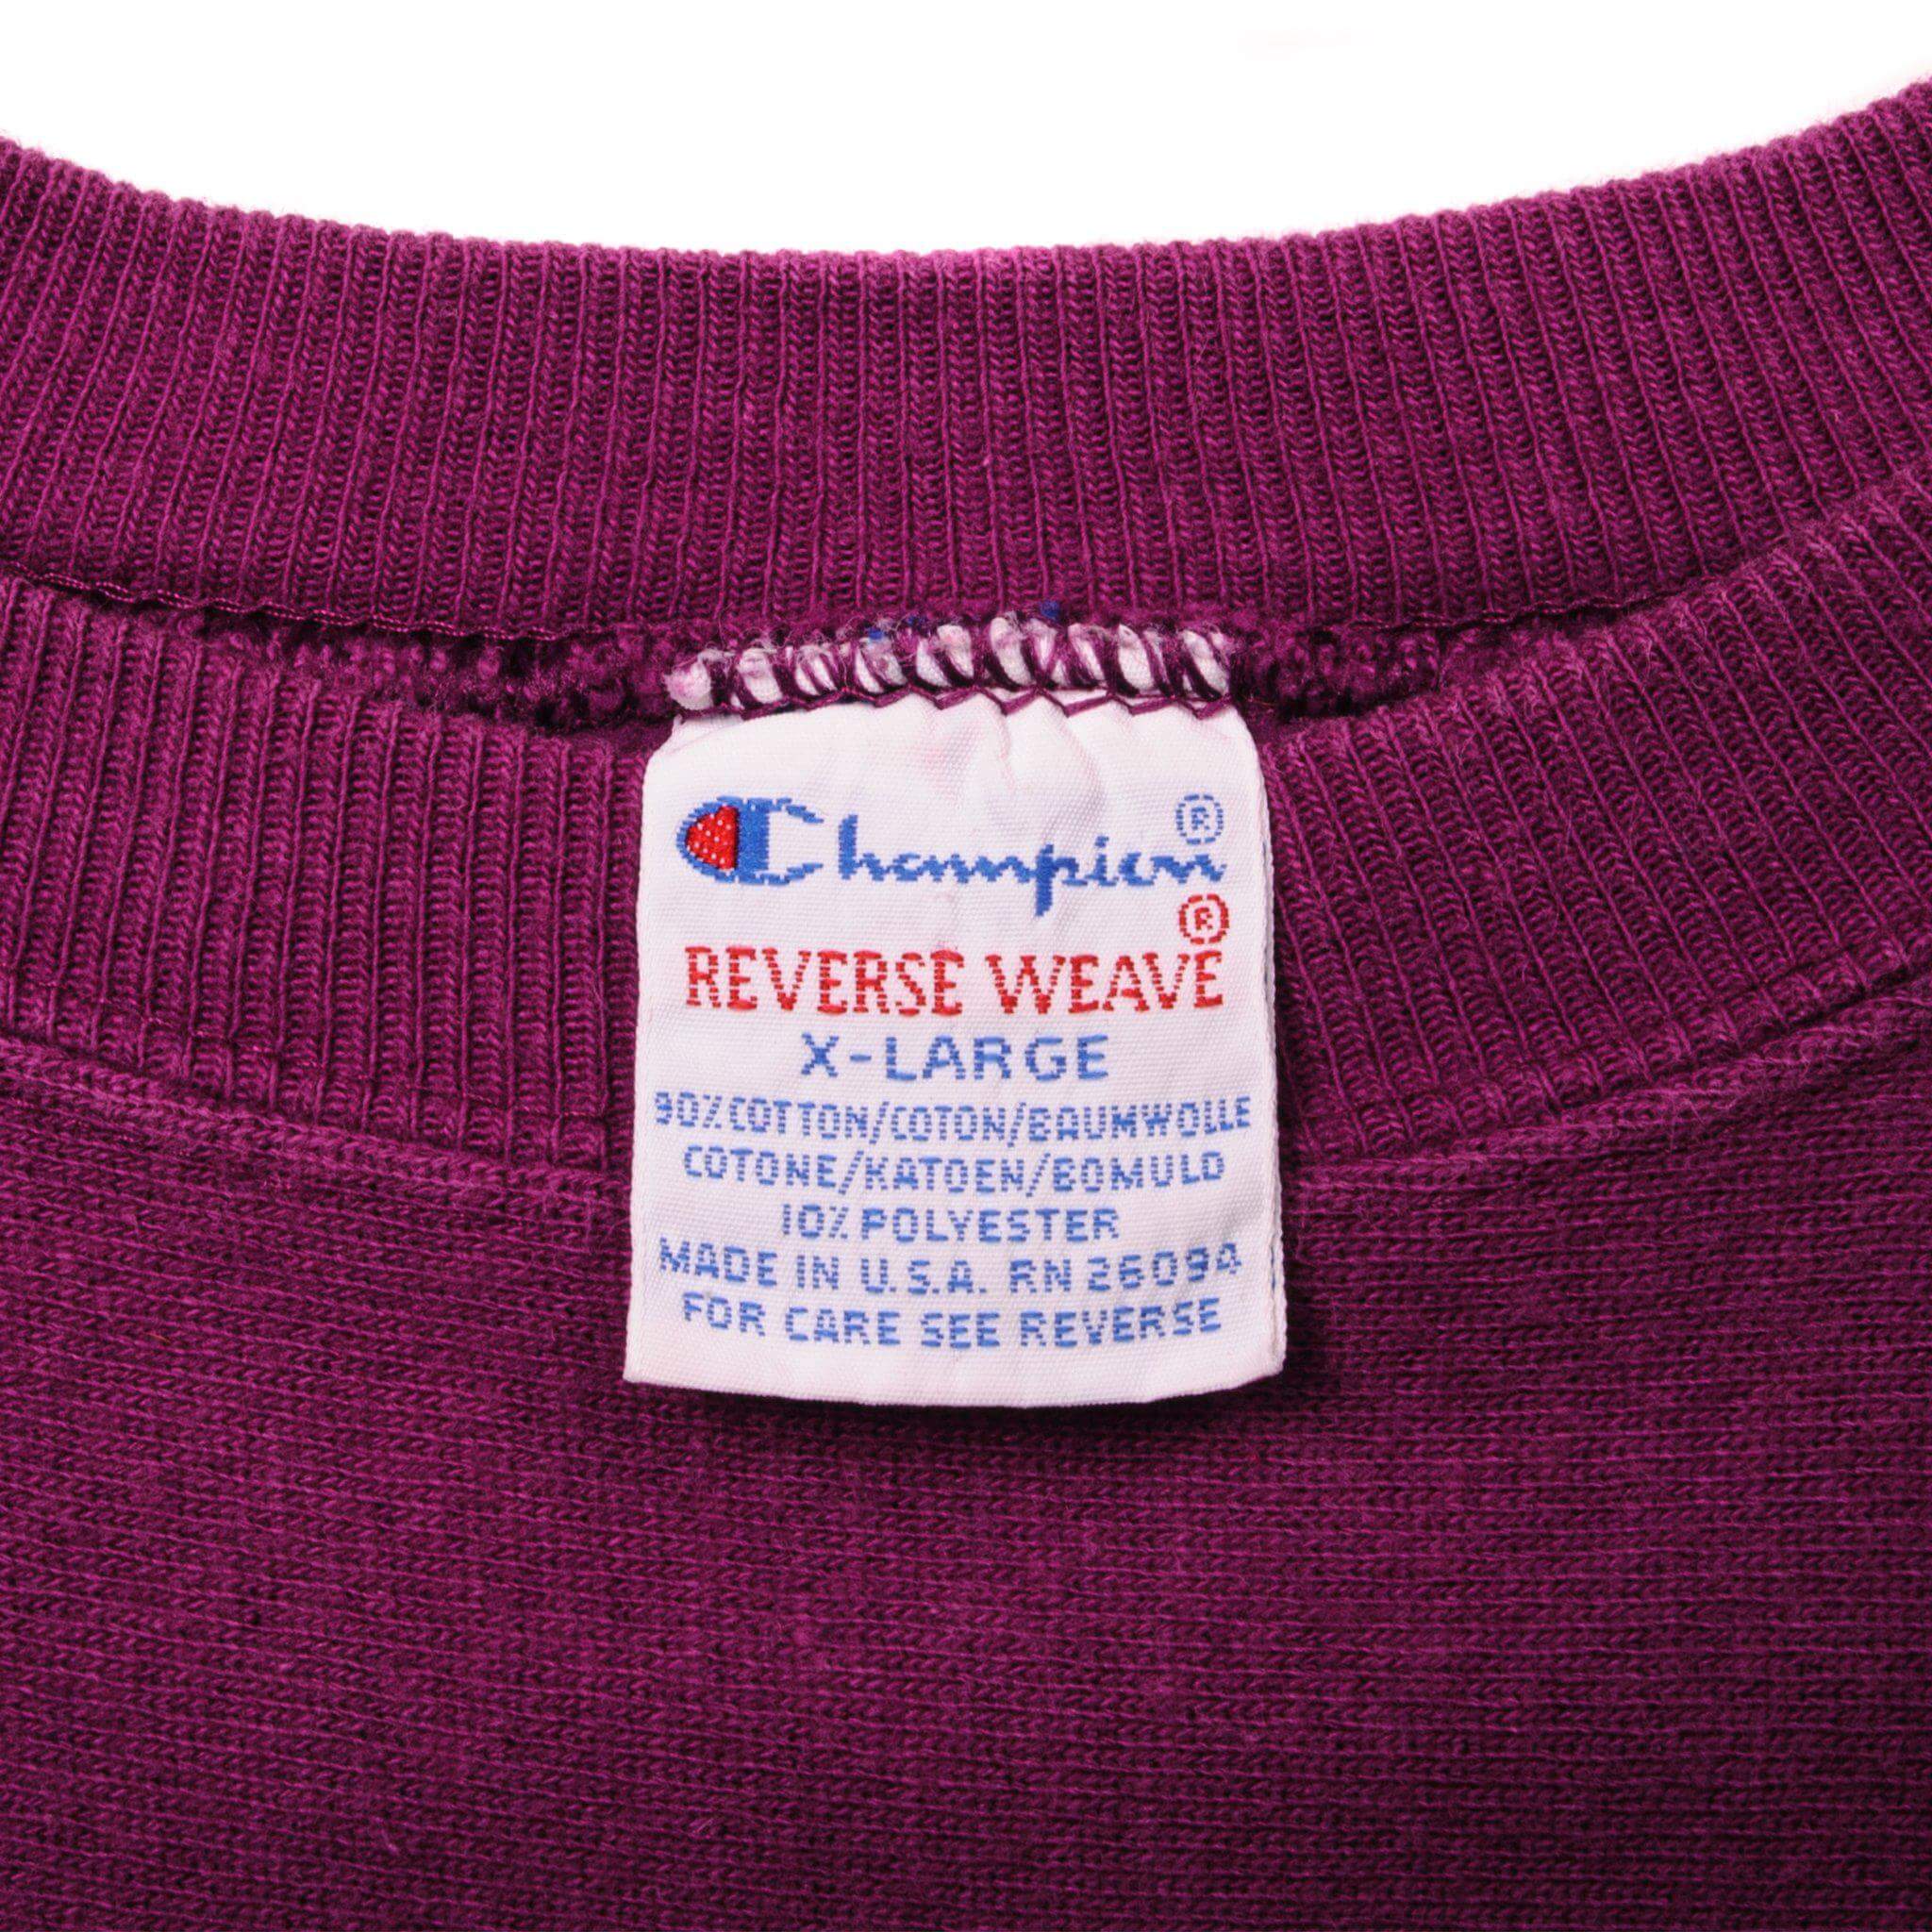 Champion®
REVERSE WEAVE®
X-LARGE
90% COTTON/COTON/BAUMWOLLE
COTONE/KATOEN/BOMULD
10% POLYESTER
MADE IN U.S.A. RN 26094
FOR CARE SEE REVERSE